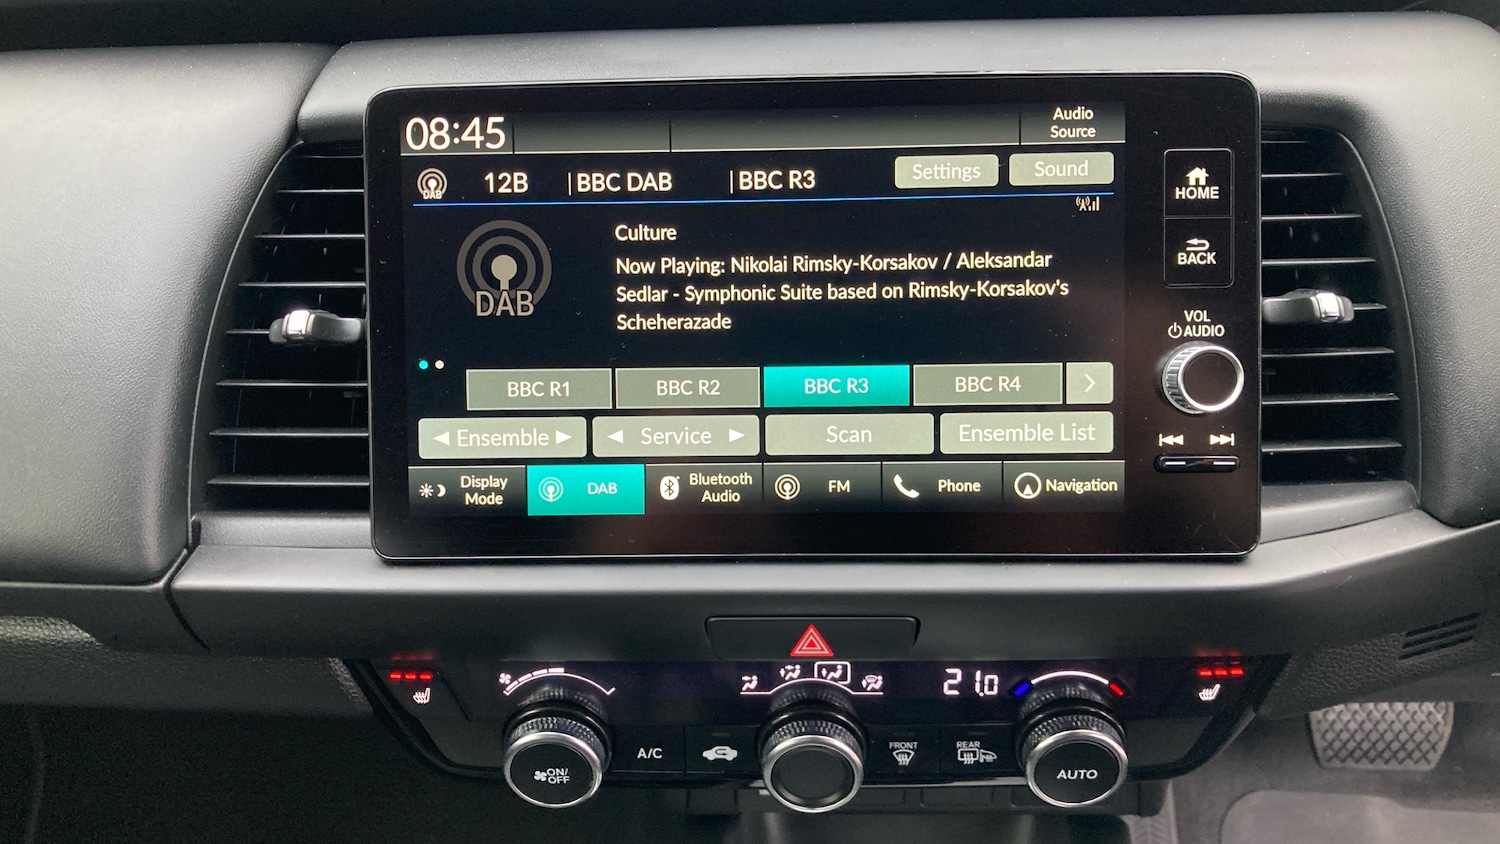 08:45
Audio
Source
DAB
12B
BBC DAB
BBC R3
Settings
Sound
HOME
BACK
DAB
Culture
Now Playing: Nikolai Rimsky-Korsakov / Aleksandar
Sedlar - Symphonic Suite based on Rimsky-Korsakov's
Scheherazade
VOL
AUDIO
BBC R1
BBC R2
BBC R3
BBC R4
Ensemble
Service
Scan
Ensemble List
Display
Mode
DAB
Bluetooth
Audio
FM
Phone
Navigation
21.0
ON/
OFF
A/C
FRONT
REAR
AUTO